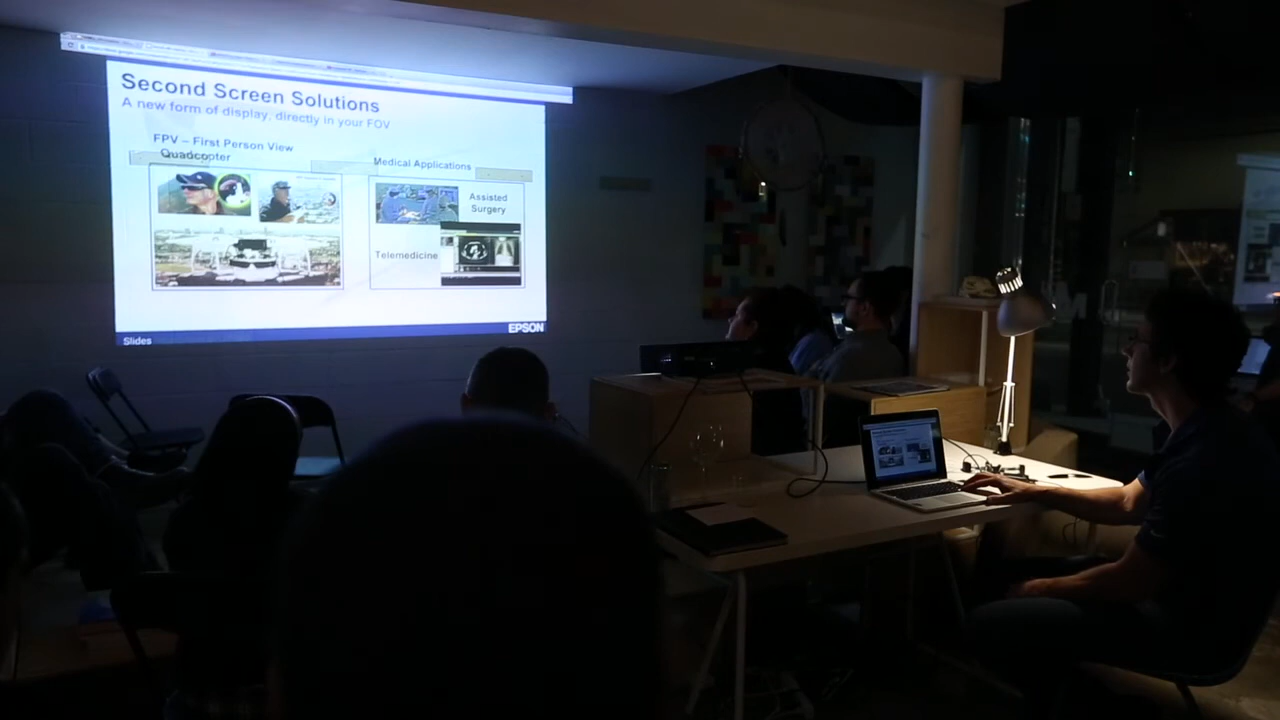 Second Screen Solutions
A new form of display, directly in your FOV
FPV – First Person View
Quadcopter
Medical Applications
Assisted
Surgery
Telemedicine
EPSON
Slides